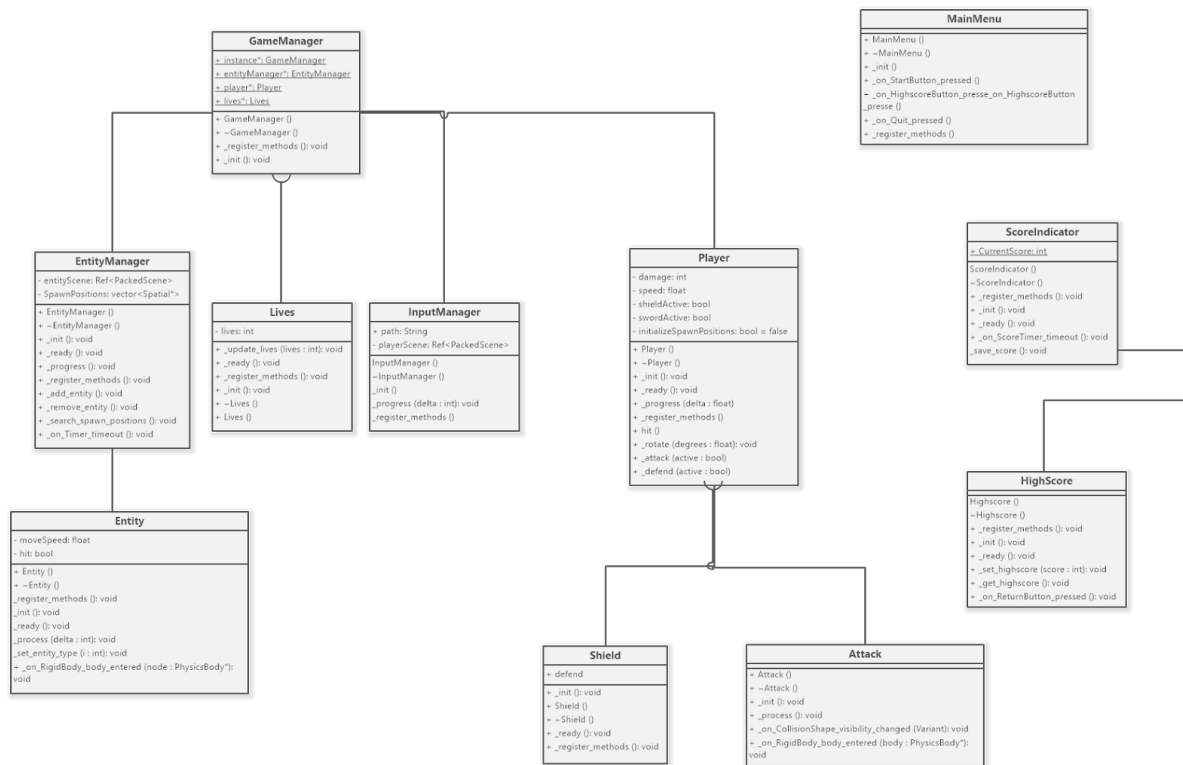 MainMenu
+ MainMenu ()
+ ~MainMenu ()
+ _init ()
+ _on_StartButton_pressed ()
+ _on_HighscoreButton_presse_on_HighscoreButton
_presse ()
+ _on_Quit_pressed ()
+ _register_methods ()
GameManager
+ instance*: GameManager
+ entityManager*: EntityManager
+ player*: Player
+ lives*: Lives
+ GameManager ()
+ ~GameManager ()
+ _register_methods (): void
+ _init (): void
EntityManager
- entityScene: Ref<PackedScene>
- SpawnPositions: vector<Spatial*>
+ EntityManager ()
+ ~EntityManager ()
+ _init (): void
+ _ready (): void
+ _progress (): void
+ _register_methods (): void
+ _add_entity (): void
+ _remove_entity (): void
+ _search_spawn_positions (): void
+ _on_Timer_timeout (): void
Lives
- lives: int
+ _update_lives (lives : int): void
+ _ready (): void
+ _register_methods (): void
+ _init (): void
+ ~Lives ()
+ Lives ()
InputManager
+ path: String
- playerScene: Ref<PackedScene>
InputManager ()
~InputManager ()
_init ()
_progress (delta : int): void
_register_methods ()
Player
- damage: int
- speed: float
- shieldActive: bool
- swordActive: bool
- initializeSpawnPositions: bool = false
+ Player ()
+ ~Player ()
+ _init (): void
+ _ready (): void
+ _progress (delta : float)
+ _register_methods ()
+ hit ()
+ _rotate (degrees : float): void
+ _attack (active : bool)
+ _defend (active : bool)
ScoreIndicator
+ CurrentScore: int
ScoreIndicator ()
~ScoreIndicator ()
+ _register_methods (): void
+ _init (): void
+ _ready (): void
+ _on_ScoreTimer_timeout ()
_save_score (): void
HighScore
Highscore ()
~Highscore ()
+ _register_methods (): void
+ _init (): void
+ _ready (): void
+ _set_highscore (score : int): void
+ _get_highscore (): void
+ _on_ReturnButton_pressed (): void
Entity
- moveSpeed: float
- hit: bool
+ Entity ()
+ ~Entity ()
_register_methods (): void
_init (): void
_ready (): void
_process (delta : int): void
_set_entity_type (i : int): void
+ _on_RigidBody_body_entered (node : PhysicsBody*):
void
Shield
+ defend
+ _init (): void
+ Shield ()
+ ~Shield ()
+ _ready (): void
+ _register_methods (): void
Attack
+ Attack ()
+ ~Attack ()
+ _init (): void
+ _process (): void
+ _on_CollisionShape_visibility_changed (Variant): void
+ _on_RigidBody_body_entered (body : PhysicsBody*):
void